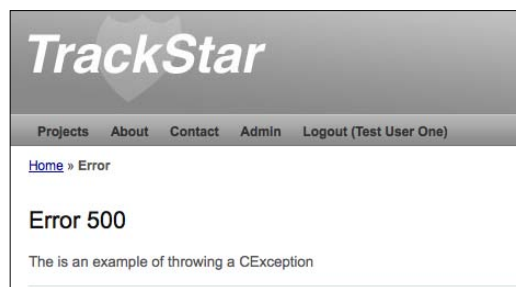 TrackStar
Projects About Contact Admin Logout (Test User One)
Home » Error
Error 500
The is an example of throwing a CException